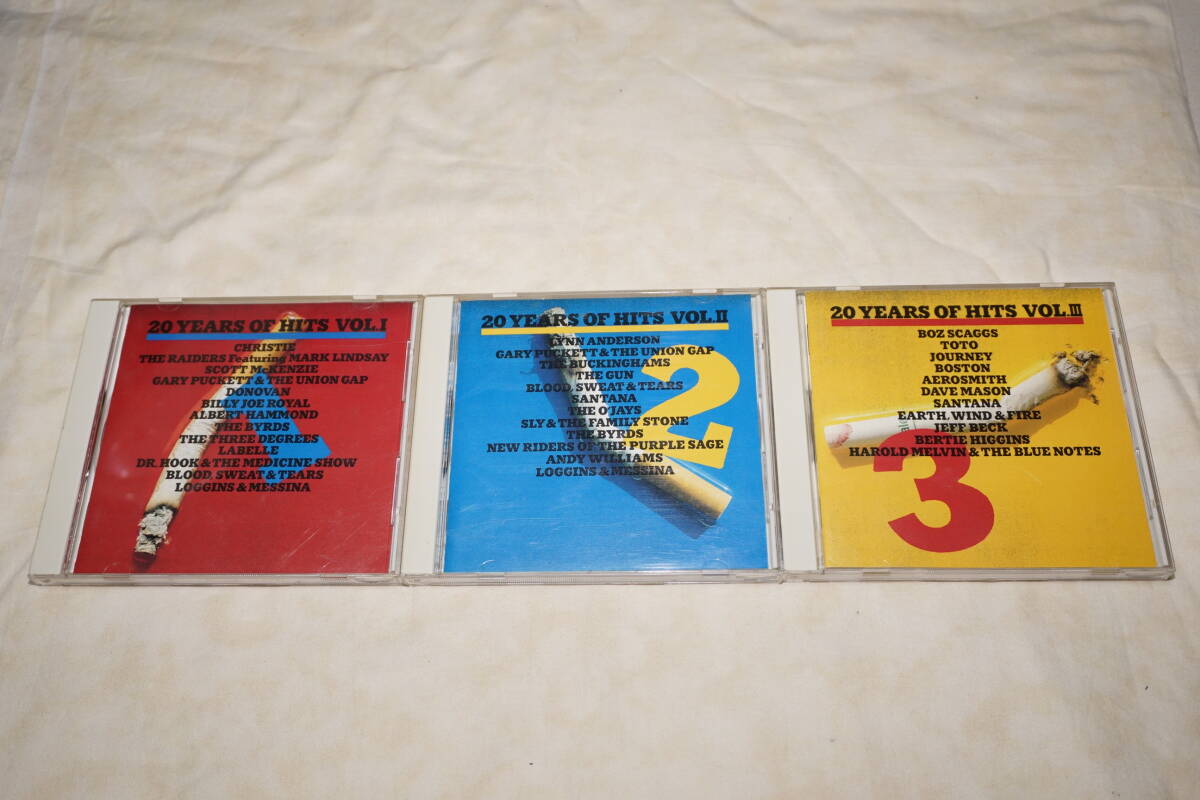 20 YEARS OF HITS VOL.I
CHRISTIE
THE RAIDERS Featuring MARK LINDSAY
SCOTT McKENZIE
GARY PUCKETT & THE UNION GAP
DONOVAN
BILLY JOE ROYAL
ALBERT HAMMOND
THE BYRDS
THE THREE DEGREES
LABELLE
DR. HOOK & THE MEDICINE SHOW
BLOOD, SWEAT & TEARS
LOGGINS & MESSINA
20 YEARS OF HITS VOL.II
LYNN ANDERSON
GARY PUCKETT & THE UNION GAP
THE BUCKINGHAMS
THE GUN
BLOOD, SWEAT & TEARS
SANTANA
THE O'JAYS
SLY & THE FAMILY STONE
THE BYRDS
NEW RIDERS OF THE PURPLE SAGE
ANDY WILLIAMS
LOGGINS & MESSINA
2
20 YEARS OF HITS VOL.III
BOZ SCAGGS
TOTO
JOURNEY
BOSTON
AEROSMITH
DAVE MASON
SANTANA
EARTH, WIND & FIRE
JEFF BECK
BERTIE HIGGINS
HAROLD MELVIN & THE BLUE NOTES
3